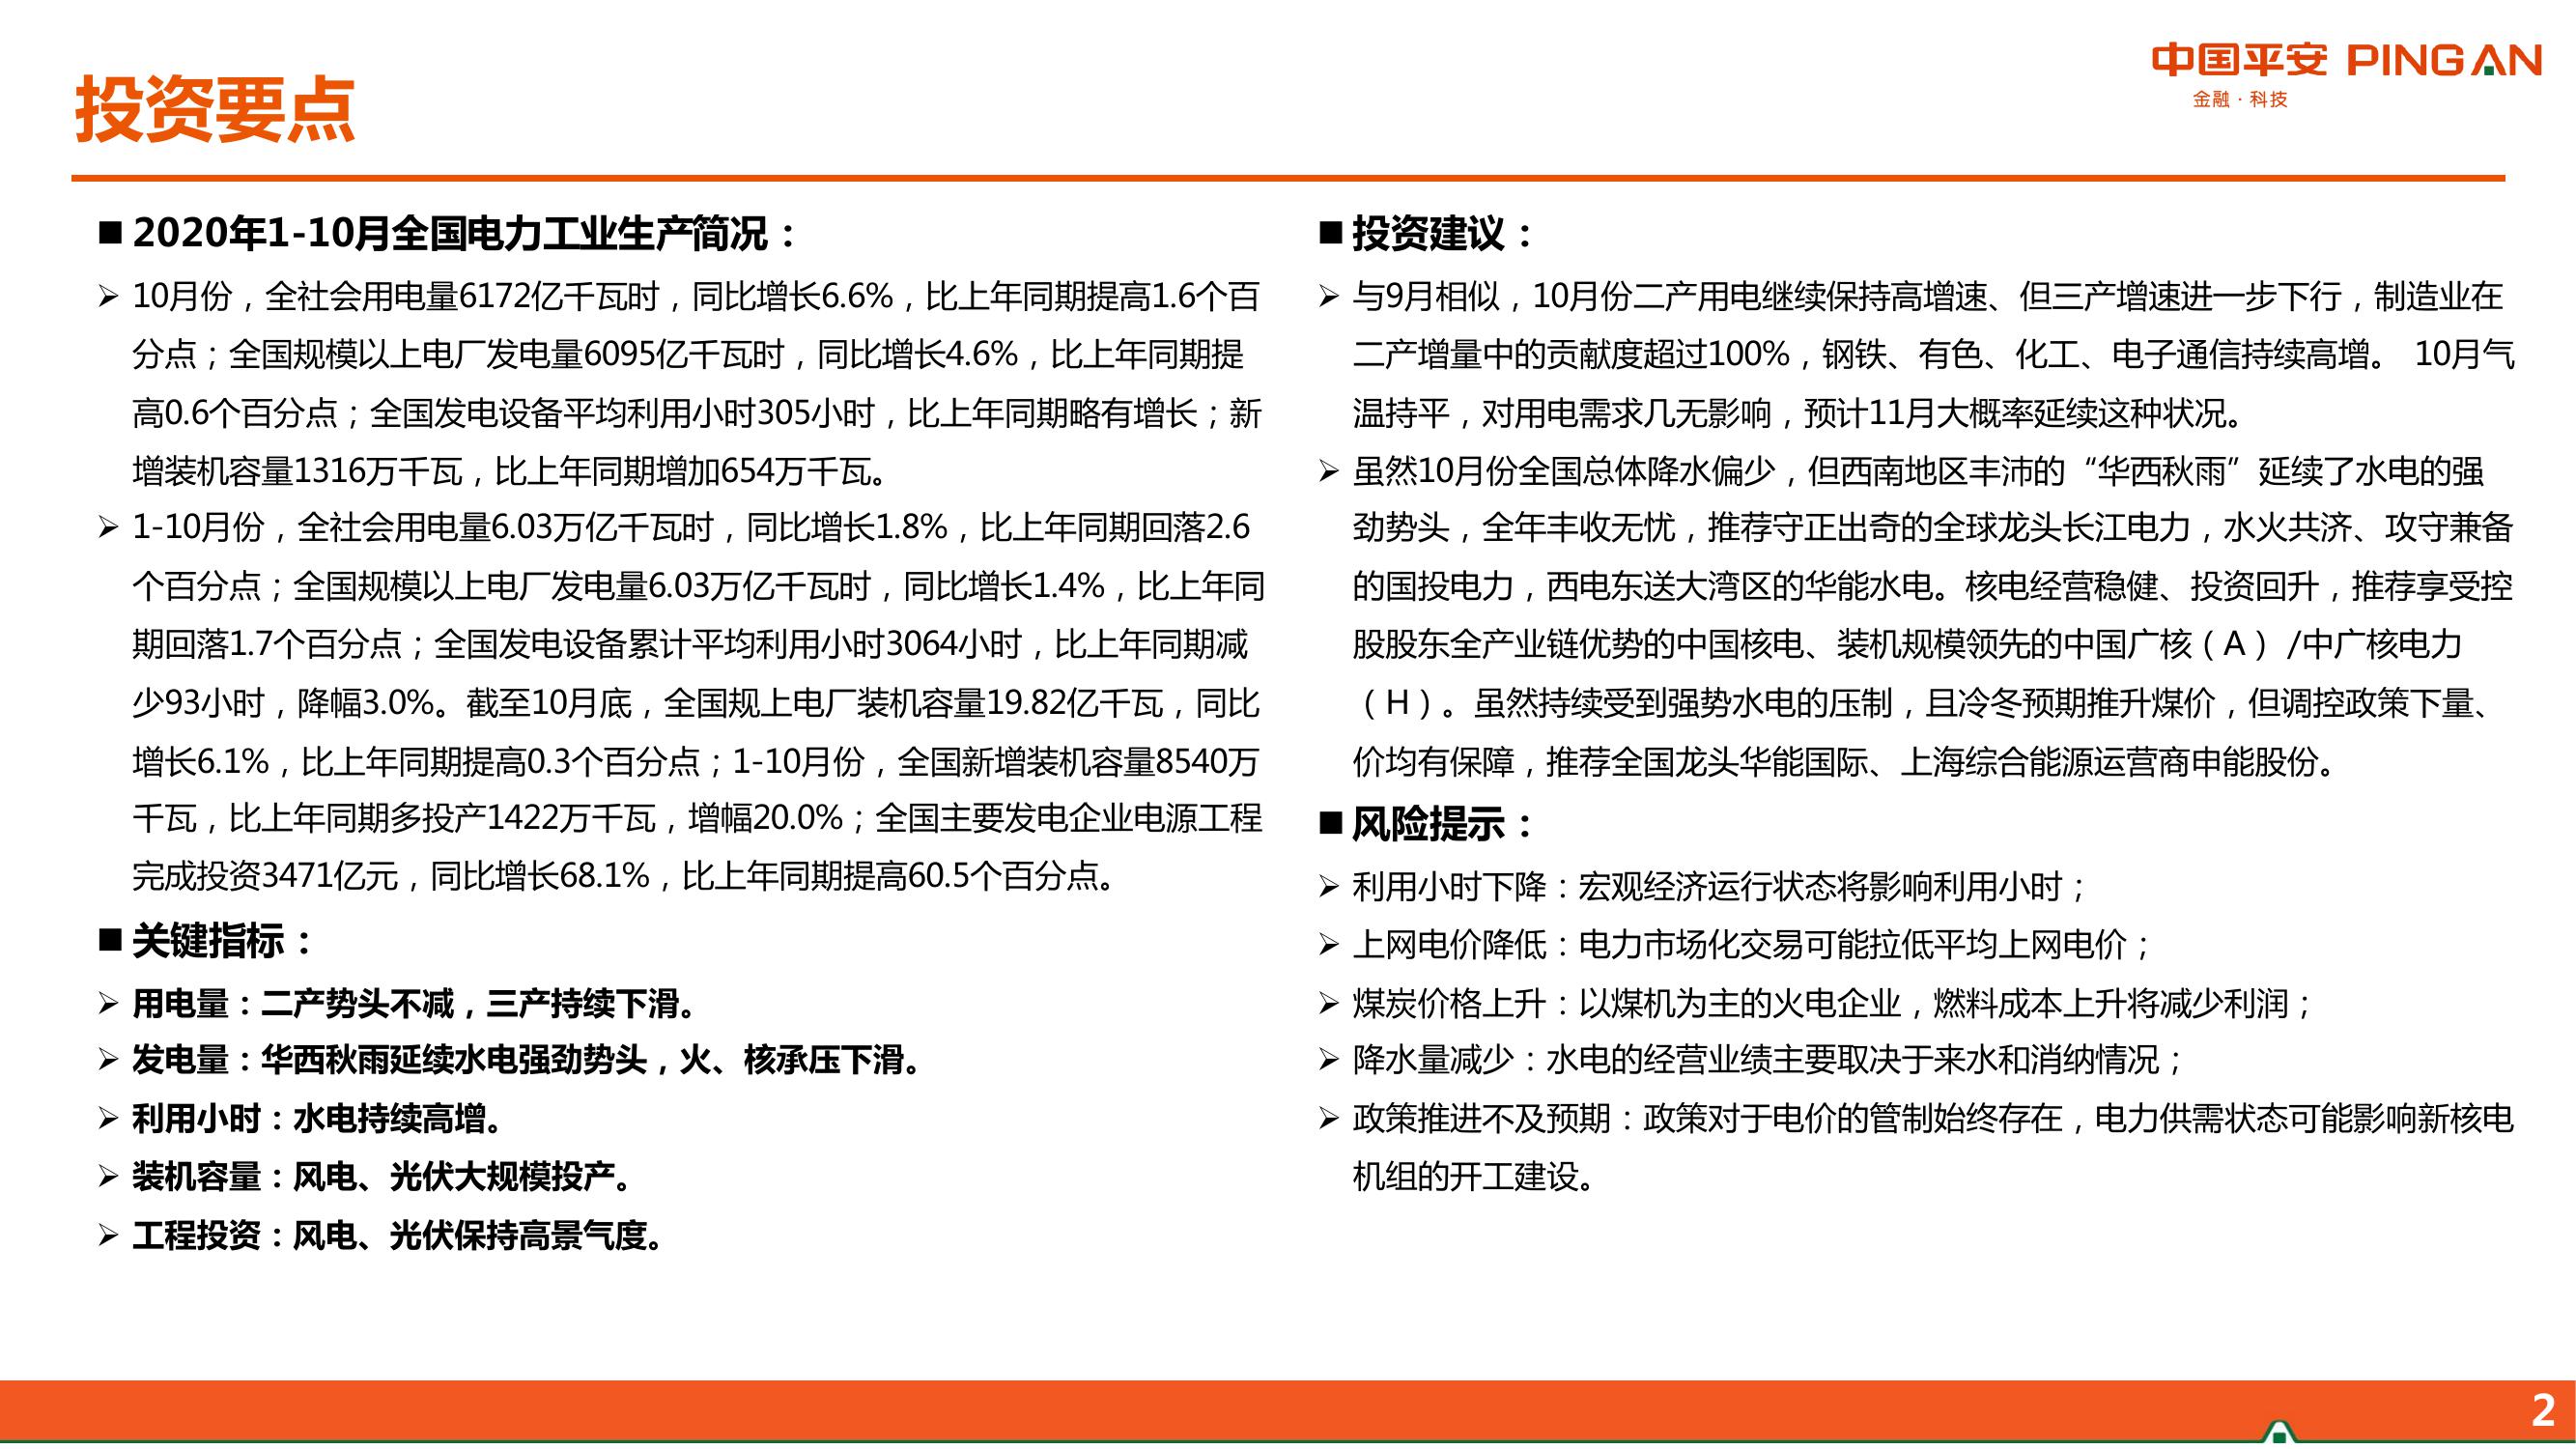 中国平安 PINGAN
金融·科技
投资要点
■ 2020年1-10月全国电力工业生产简况：
➢ 10月份，全社会用电量6172亿千瓦时，同比增长6.6%，比上年同期提高1.6个百
分点；全国规模以上电厂发电量6095亿千瓦时，同比增长4.6%，比上年同期提
高0.6个百分点；全国发电设备平均利用小时305小时，比上年同期略有增长；新
增装机容量1316万千瓦，比上年同期增加654万千瓦。
➢ 1-10月份，全社会用电量6.03万亿千瓦时，同比增长1.8%，比上年同期回落2.6
个百分点；全国规模以上电厂发电量6.03万亿千瓦时，同比增长1.4%，比上年同
期回落1.7个百分点；全国发电设备累计平均利用小时3064小时，比上年同期减
少93小时，降幅3.0%。截至10月底，全国规上电厂装机容量19.82亿千瓦，同比
增长6.1%，比上年同期提高0.3个百分点；1-10月份，全国新增装机容量8540万
千瓦，比上年同期多投产1422万千瓦，增幅20.0%；全国主要发电企业电源工程
完成投资3471亿元，同比增长68.1%，比上年同期提高60.5个百分点。
■ 关键指标：
➢ 用电量：二产势头不减，三产持续下滑。
➢ 发电量：华西秋雨延续水电强劲势头，火、核承压下滑。
➢ 利用小时：水电持续高增。
➢ 装机容量：风电、光伏大规模投产。
➢ 工程投资：风电、光伏保持高景气度。
■ 投资建议：
➢ 与9月相似，10月份二产用电继续保持高增速、但三产增速进一步下行，制造业在
二产增量中的贡献度超过100%，钢铁、有色、化工、电子通信持续高增。 10月气
温持平，对用电需求几无影响，预计11月大概率延续这种状况。
➢ 虽然10月份全国总体降水偏少，但西南地区丰沛的“华西秋雨”延续了水电的强
劲势头，全年丰收无忧，推荐守正出奇的全球龙头长江电力，水火共济、攻守兼备
的国投电力，西电东送大湾区的华能水电。核电经营稳健、投资回升，推荐享受控
股股东全产业链优势的中国核电、装机规模领先的中国广核（A）/中广核电力
（H）。虽然持续受到强势水电的压制，且冷冬预期推升煤价，但调控政策下量、
价均有保障，推荐全国龙头华能国际、上海综合能源运营商申能股份。
■ 风险提示：
➢ 利用小时下降：宏观经济运行状态将影响利用小时；
➢ 上网电价降低：电力市场化交易可能拉低平均上网电价；
➢ 煤炭价格上升：以煤机为主的火电企业，燃料成本上升将减少利润；
➢ 降水量减少：水电的经营业绩主要取决于来水和消纳情况；
➢ 政策推进不及预期：政策对于电价的管制始终存在，电力供需状态可能影响新核电
机组的开工建设。
2